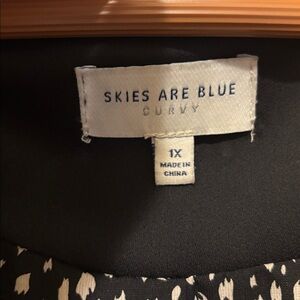 SKIES ARE BLUE
CURVY
1X
MADE IN
CHINA